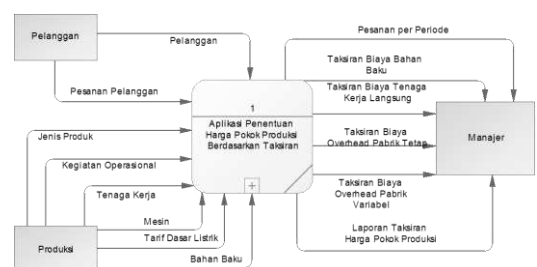 Pelanggan
Pelanggan
Pesanan Pelanggan
Pesanan per Periode
Taksiran Biaya Bahan
Baku
Taksiran Biaya Tenaga
Kerja Langsung
1
Aplikasi Penentuan
Harga Pokok Produksi
Berdasarkan Taksiran
Manajer
Jenis Produk
Kegiatan Operasional
Tenaga Kerja
Taksiran Biaya
Overhead Pabrik Tetap
Taksiran Biaya
Overhead Pabrik
Variabel
Mesin
Tarif Dasar Listrik
Bahan Baku
Produksi
Laporan Taksiran
Harga Pokok Produksi